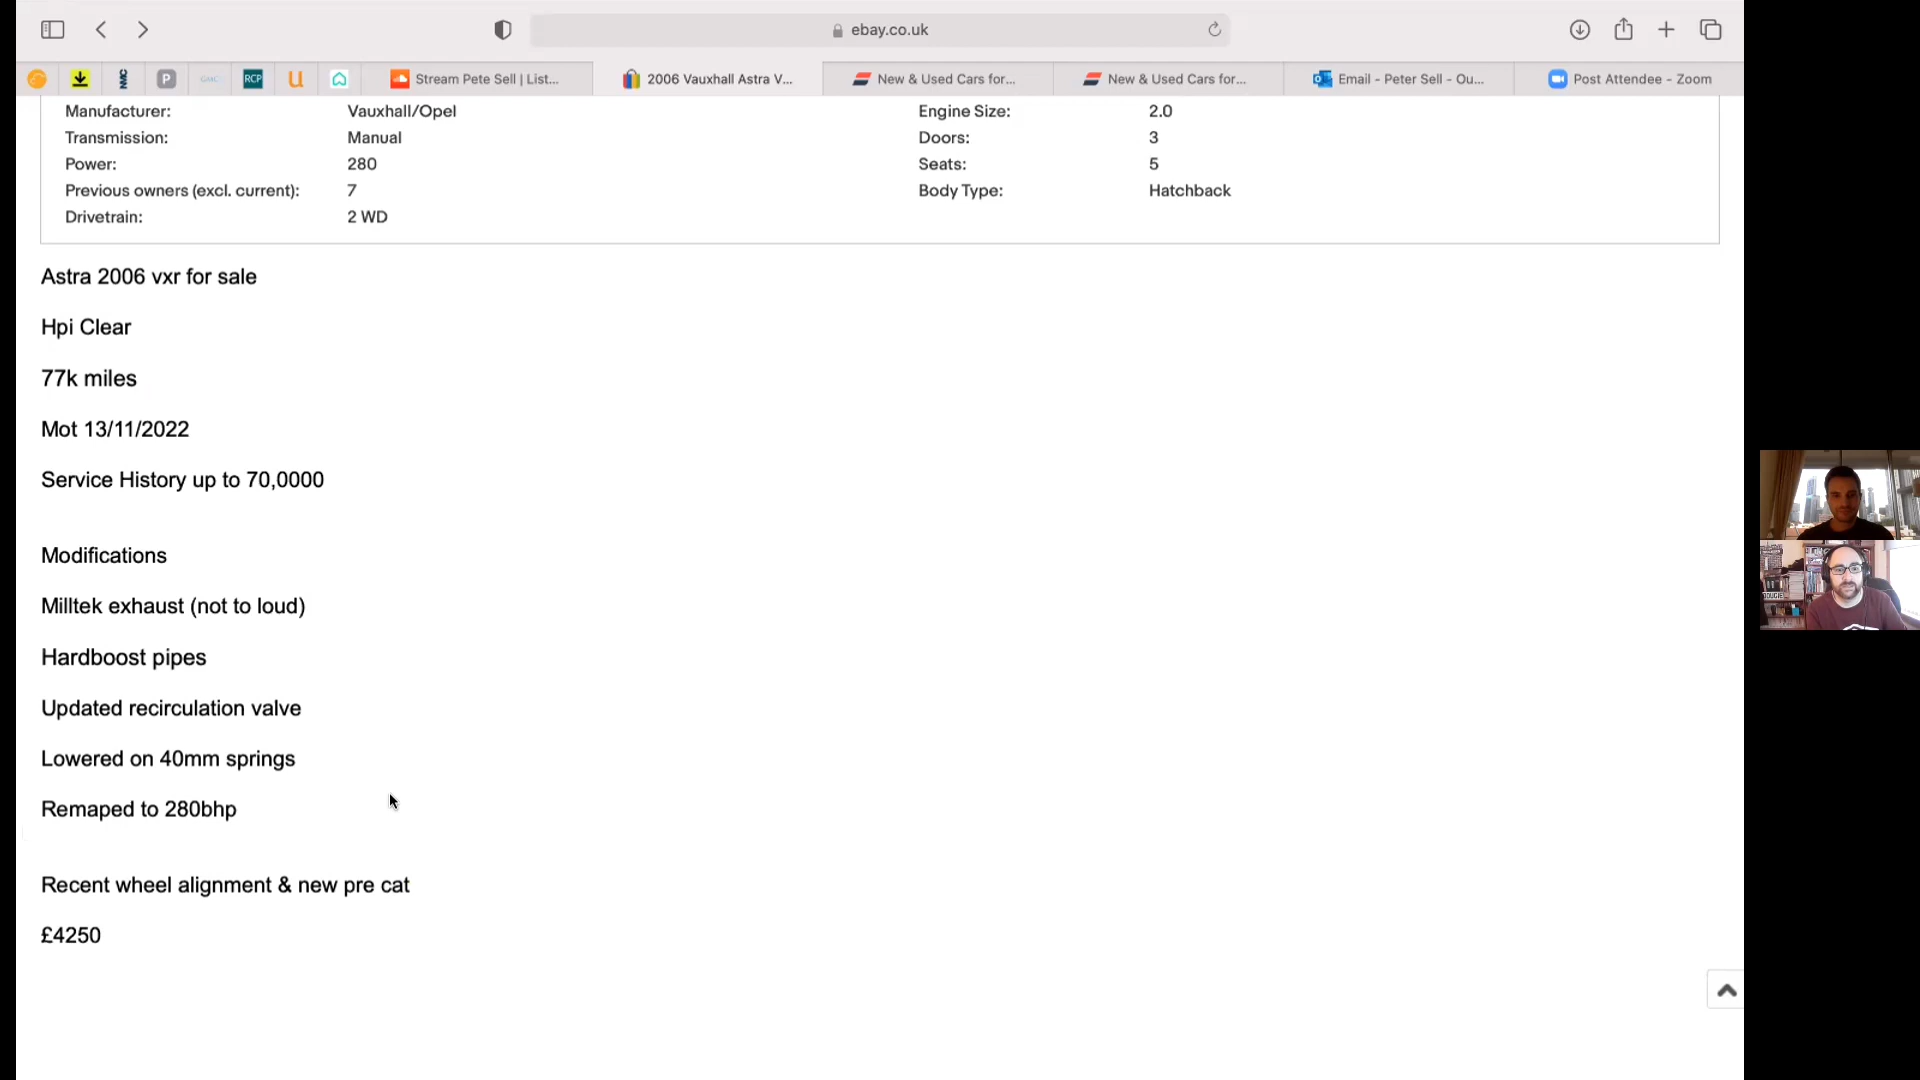 ebay.co.uk
NMC
P
GMC
RCP
Stream Pete Sell | List...
2006 Vauxhall Astra V...
New & Used Cars for...
New & Used Cars for...
Email - Peter Sell - Ou...
Post Attendee - Zoom
Manufacturer: Vauxhall/Opel Engine Size: 2.0
Transmission: Manual Doors: 3
Power: 280 Seats: 5
Previous owners (excl. current): 7 Body Type: Hatchback
Drivetrain: 2 WD
Astra 2006 vxr for sale
Hpi Clear
77k miles
Mot 13/11/2022
Service History up to 70,0000
Modifications
Milltek exhaust (not to loud)
Hardboost pipes
Updated recirculation valve
Lowered on 40mm springs
Remaped to 280bhp
Recent wheel alignment & new pre cat
£4250